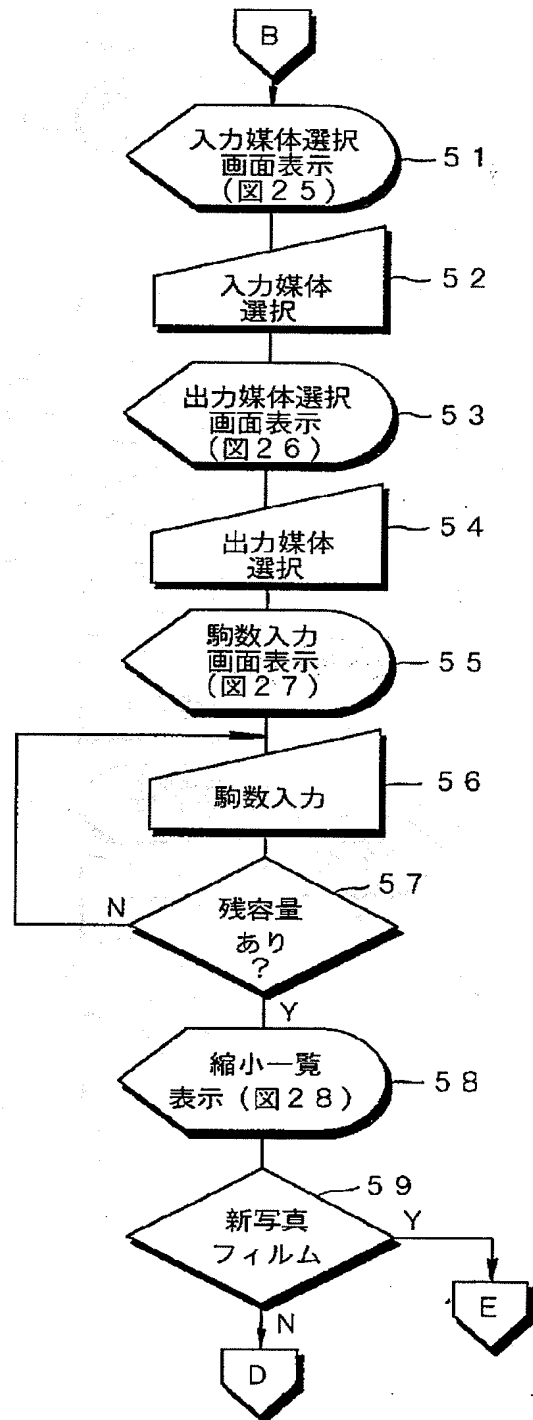 B
入力媒体選択
画面表示
(図25)
51
入力媒体
選択
52
出力媒体選択
画面表示
(図26)
53
出力媒体
選択
54
駒数入力
画面表示
(図27)
55
駒数入力
56
残容量
あり
?
57
N
Y
縮小一覧
表示(図28)
58
新写真
フィルム
59
Y
E
N
D